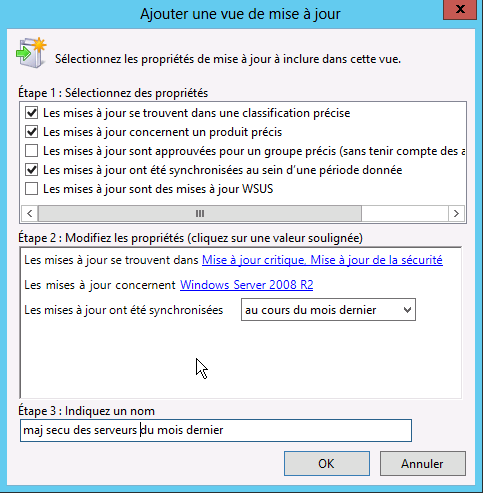 Ajouter une vue de mise à jour
x
Sélectionnez les propriétés de mise à jour à inclure dans cette vue.
Étape 1 : Sélectionnez des propriétés
Les mises à jour se trouvent dans une classification précise
Les mises à jour concernent un produit précis
Les mises à jour sont approuvées pour un groupe précis (sans tenir compte des a
Les mises à jour ont été synchronisées au sein d'une période donnée
Les mises à jour sont des mises à jour WSUS
Étape 2 : Modifiez les propriétés (cliquez sur une valeur soulignée)
Les mises à jour se trouvent dans Mise à jour critique, Mise à jour de la sécurité
Les mises à jour concernent Windows Server 2008 R2
Les mises à jour ont été synchronisées au cours du mois dernier
Étape 3 : Indiquez un nom
maj secu des serveurs du mois dernier
OK Annuler